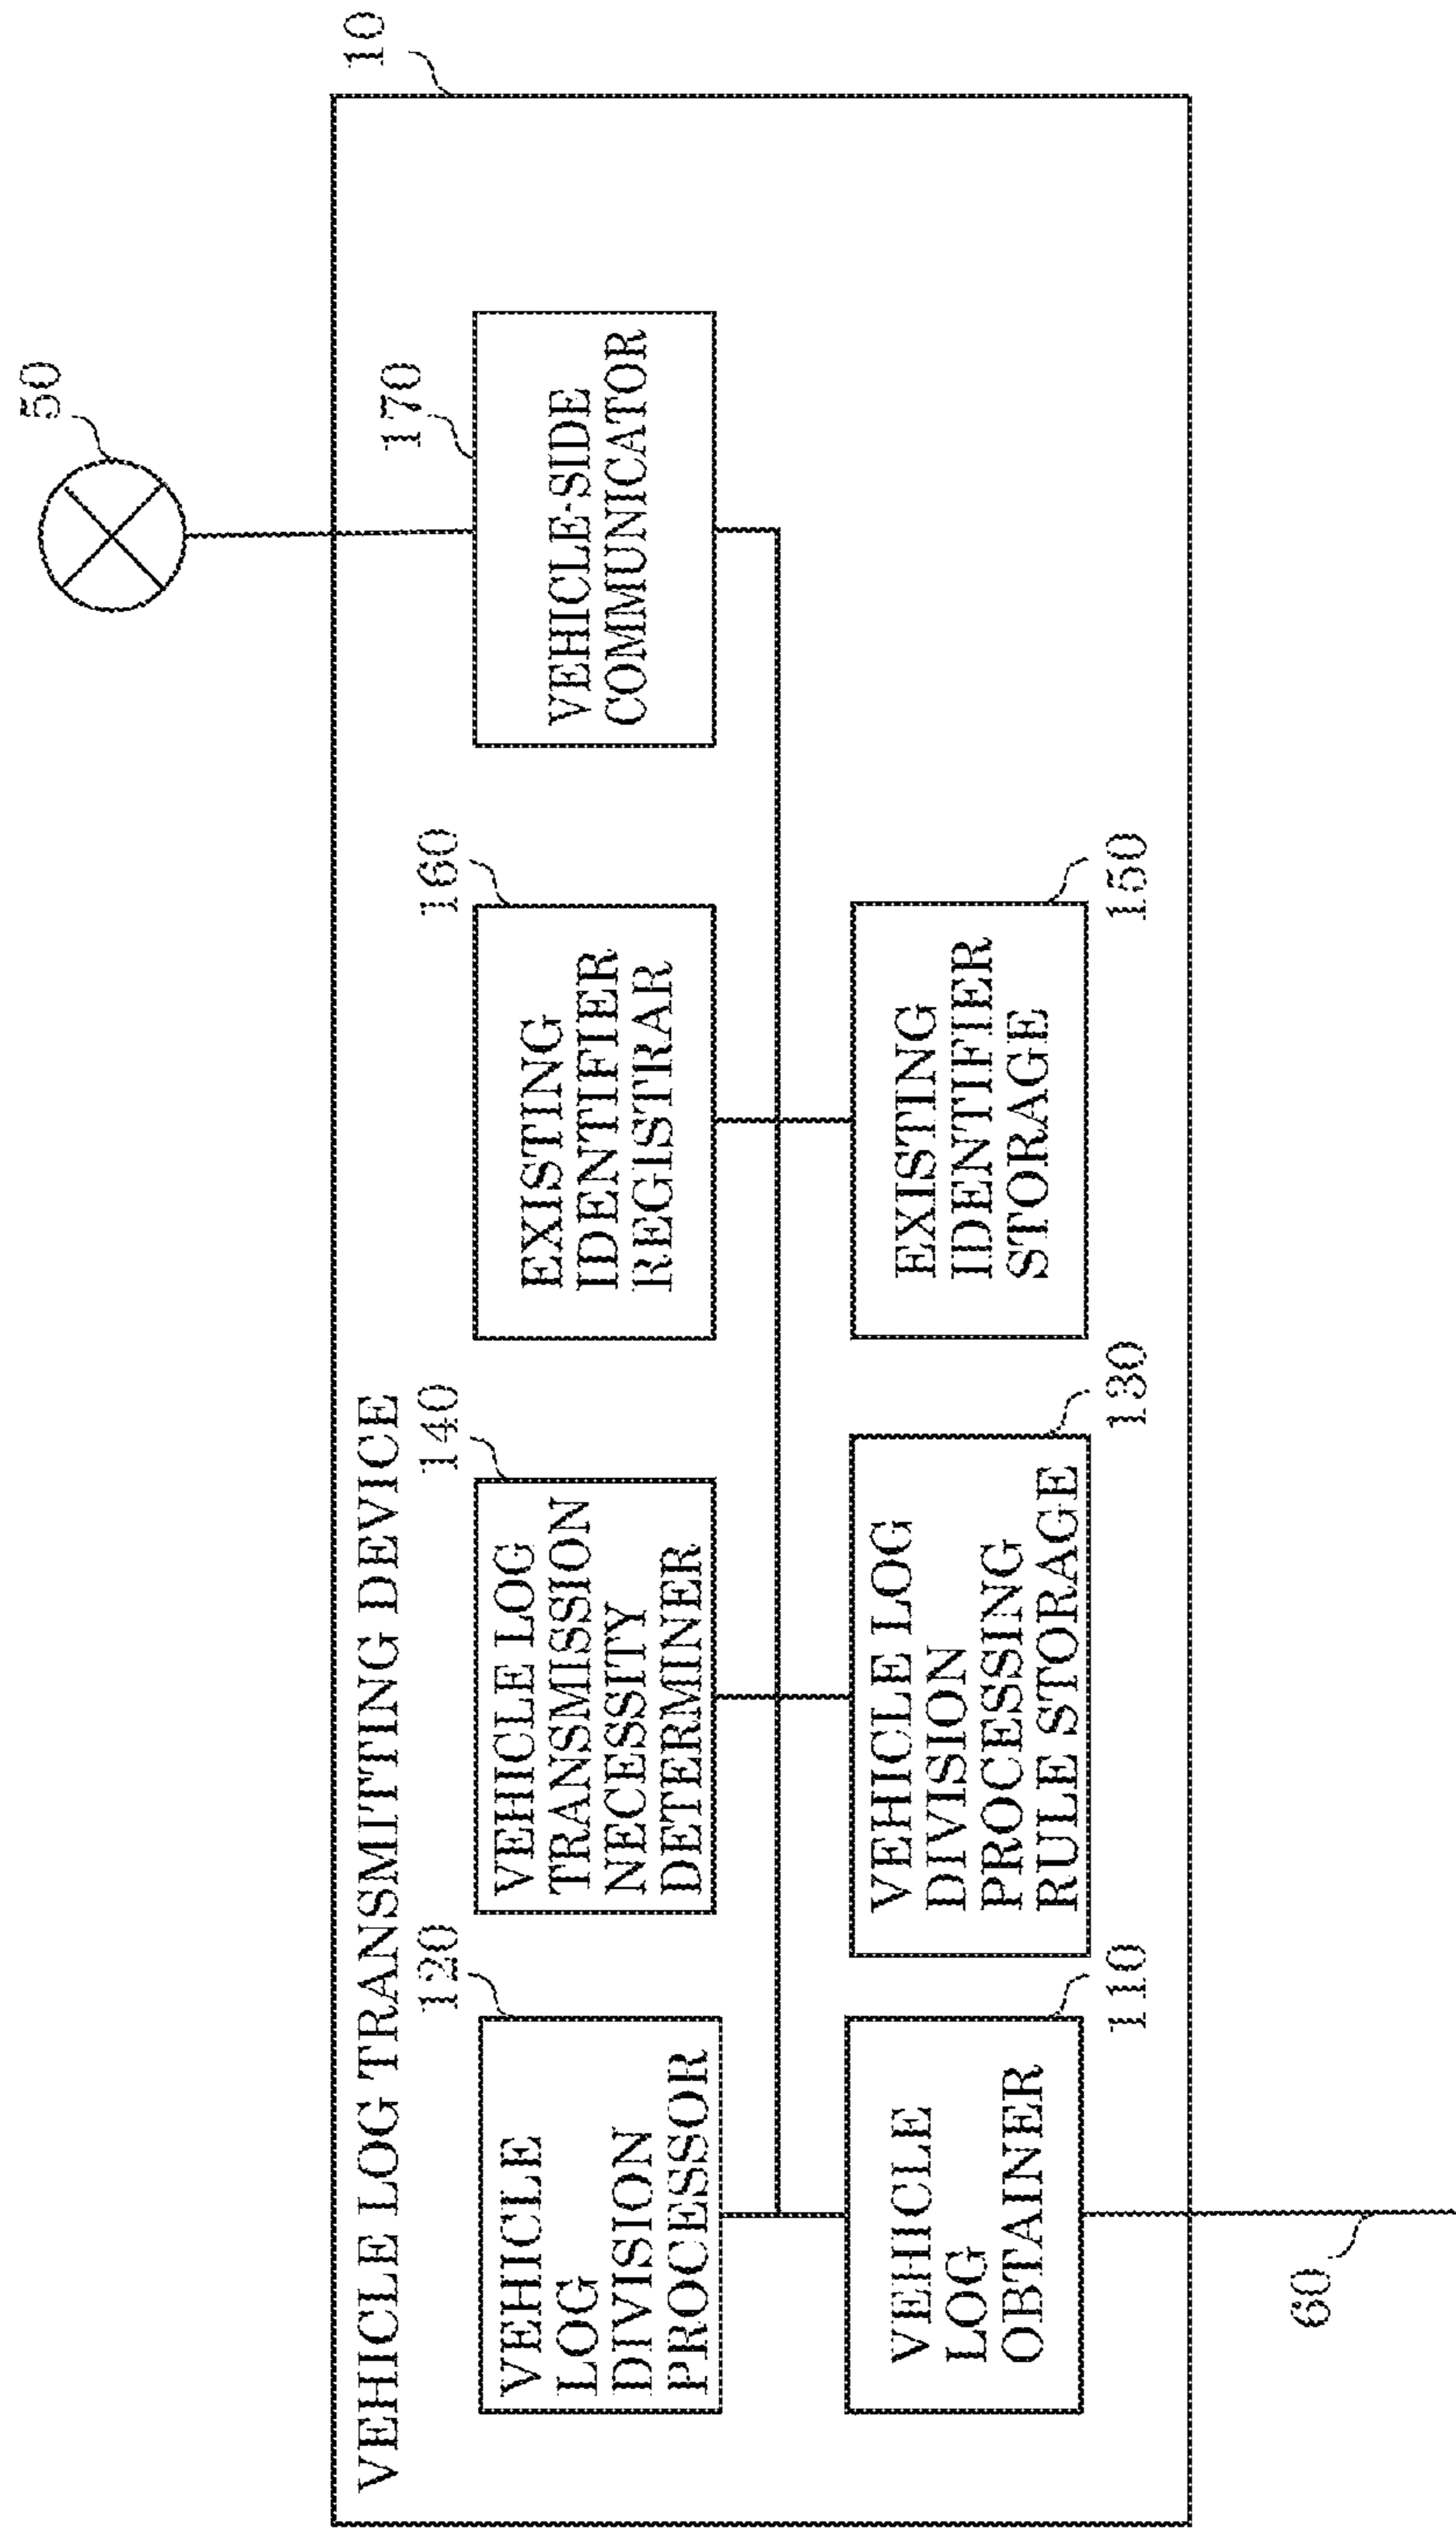 50
10
VEHICLE LOG TRANSMITTING DEVICE
120
VEHICLE
LOG
DIVISION
PROCESSOR
140
VEHICLE LOG
TRANSMISSION
NECESSITY
DETERMINER
160
EXISTING
IDENTIFIER
REGISTRAR
170
VEHICLE-SIDE
COMMUNICATOR
VEHICLE
LOG
OBTAINER
110
VEHICLE LOG
DIVISION
PROCESSING
RULE STORAGE
130
EXISTING
IDENTIFIER
STORAGE
150
60